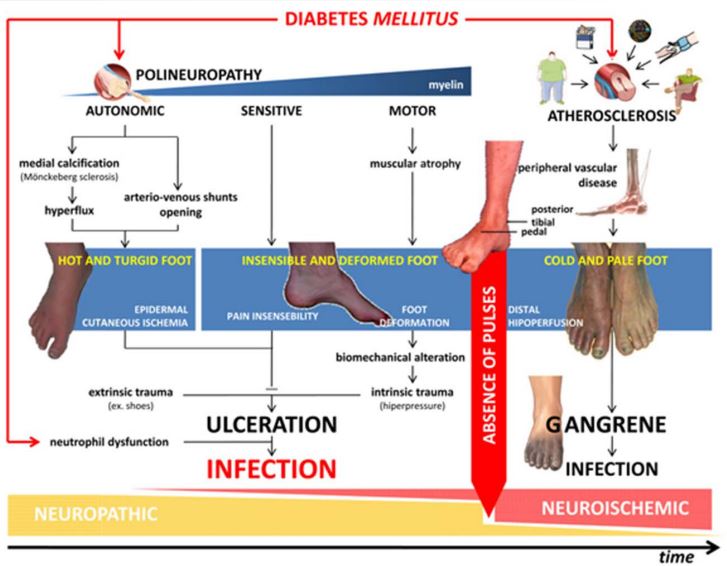 DIABETES MELLITUS
POLINEUROPATHY
myelin
AUTONOMIC
SENSITIVE
MOTOR
ATHEROSCLEROSIS
medial calcification
(Mönckeberg sclerosis)
hyperflux
arterio-venous shunts
opening
muscular atrophy
peripheral vascular
disease
posterior
tibial
pedal
HOT AND TURGID FOOT
INSENSIBLE AND DEFORMED FOOT
COLD AND PALE FOOT
EPIDERMAL
CUTANEOUS ISCHEMIA
PAIN INSENSEBILITY
FOOT
DEFORMATION
DISTAL
HIPOPERFUSION
ABSENCE OF PULSES
biomechanical alteration
extrinsic trauma
(ex. shoes)
intrinsic trauma
(hiperpressure)
ULCERATION
GANGRENE
neutrophil dysfunction
INFECTION
INFECTION
NEUROPATHIC
NEUROISCHEMIC
time